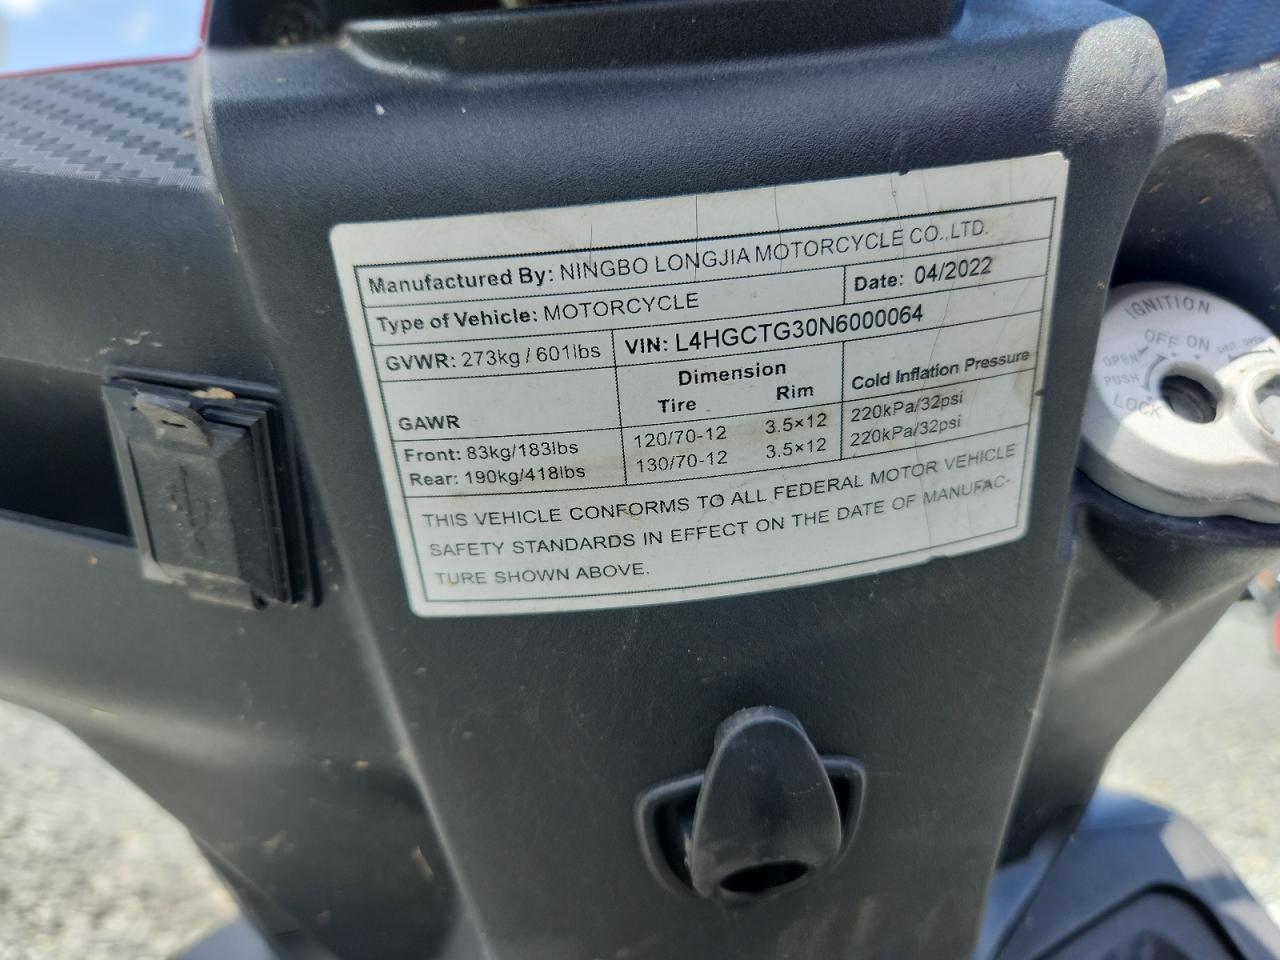 Manufactured By: NINGBO LONGJIA MOTORCYCLE CO.,LTD.
Type of Vehicle: MOTORCYCLE Date: 04/2022
GVWR: 273kg / 601lbs VIN: L4HGCTG30N6000064
GAWR Dimension Cold Inflation Pressure
Tire Rim
Front: 83kg/183lbs 120/70-12 3.5×12 220kPa/32psi
Rear: 190kg/418lbs 130/70-12 3.5×12 220kPa/32psi
THIS VEHICLE CONFORMS TO ALL FEDERAL MOTOR VEHICLE
SAFETY STANDARDS IN EFFECT ON THE DATE OF MANUFAC-
TURE SHOWN ABOVE.
IGNITION
OFF ON
OPEN
PUSH
LOCK